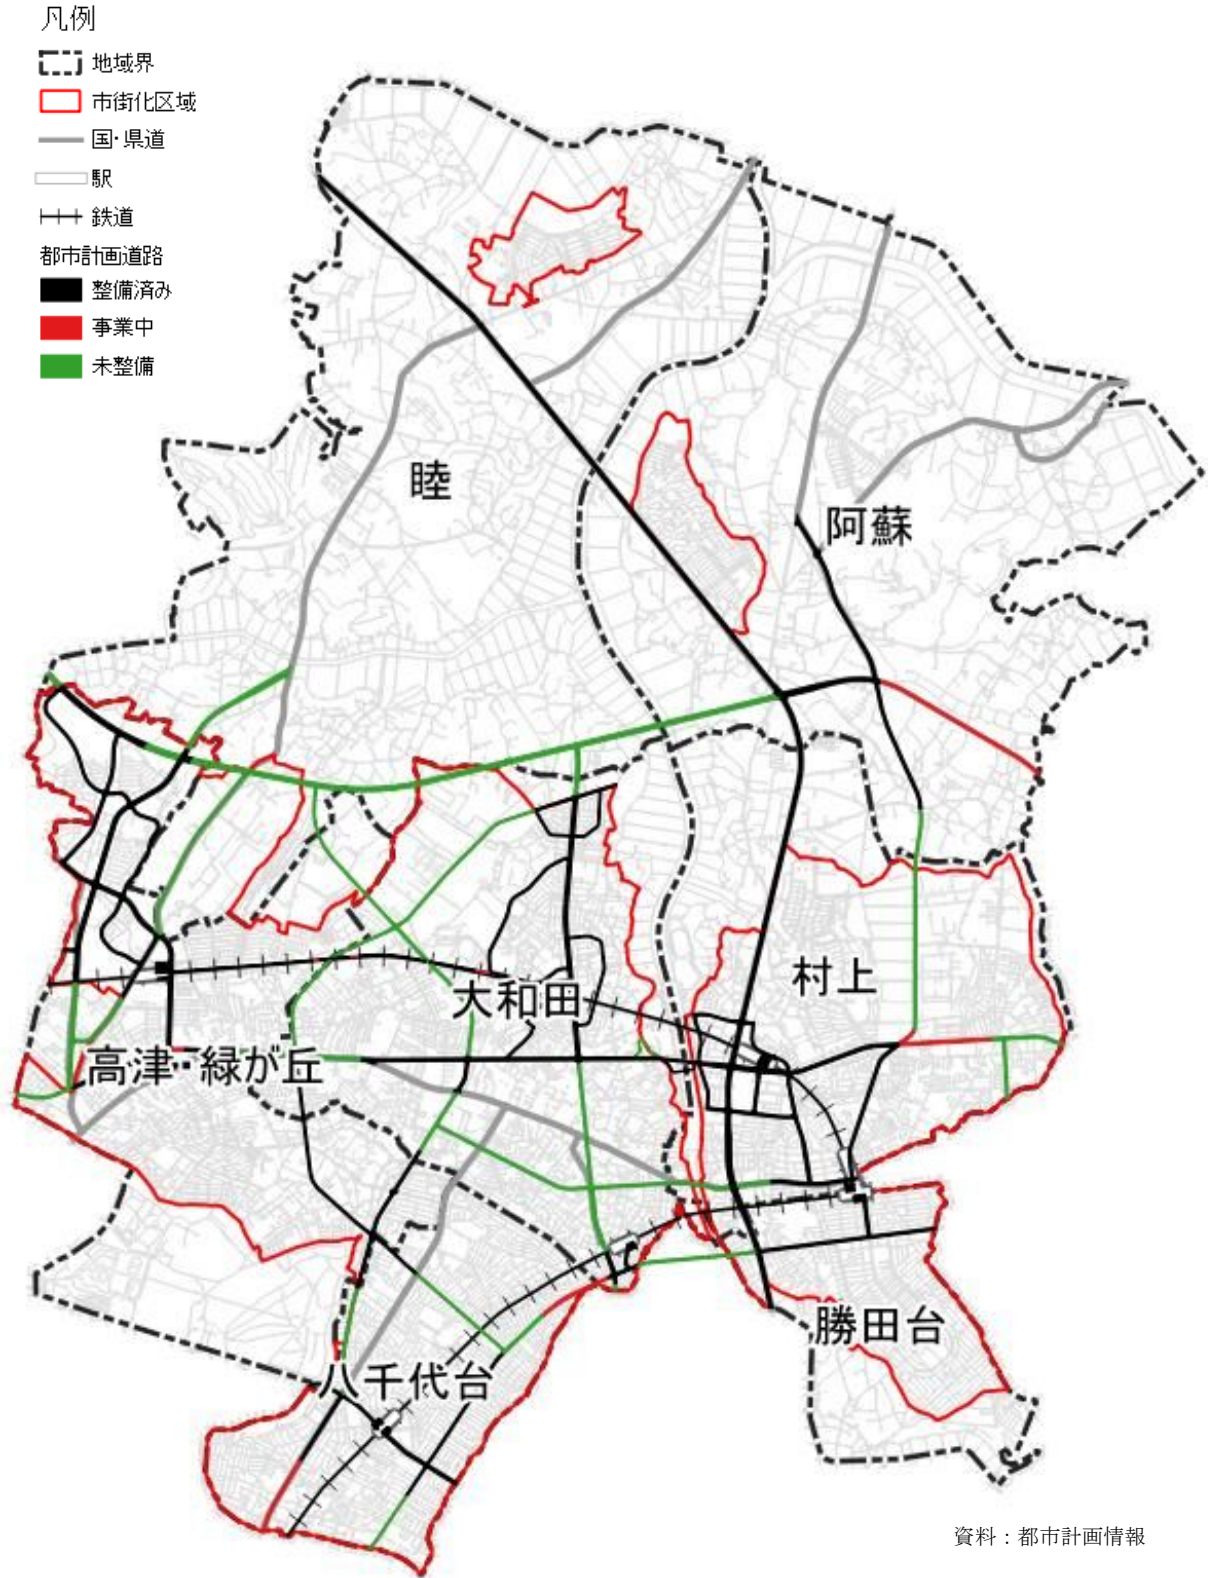 凡例
地域界
市街化区域
国・県道
駅
鉄道
都市計画道路
整備済み
事業中
未整備
睦
阿蘇
村上
大和田
高津・緑が丘
勝田台
八千代台
資料：都市計画情報